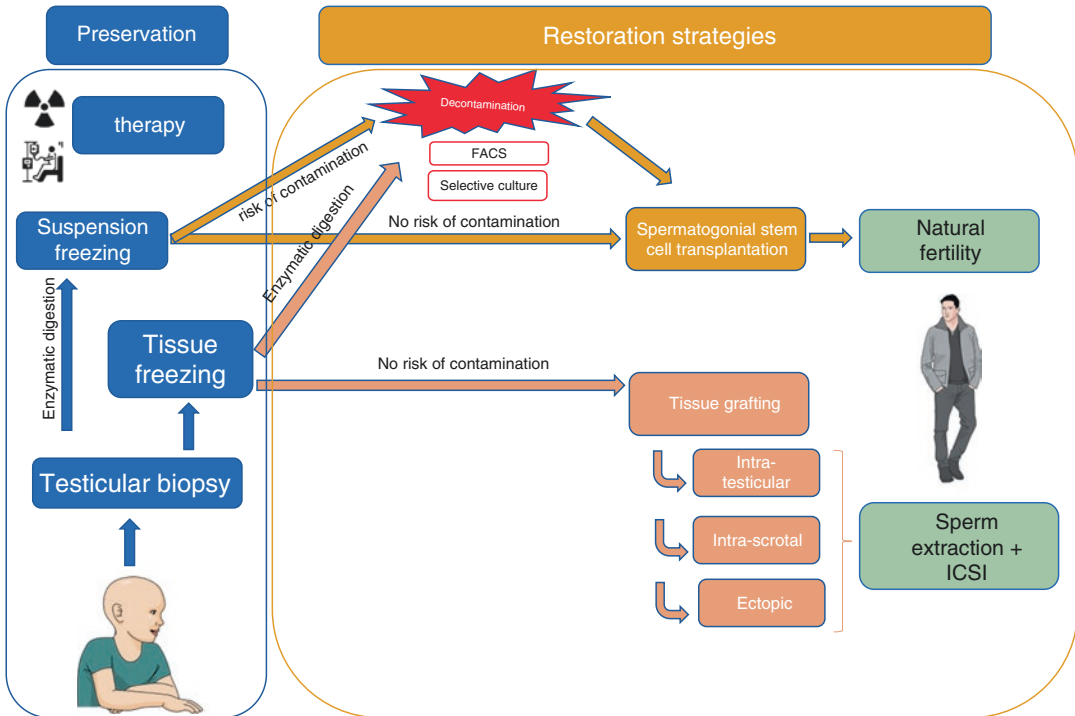 Preservation
Restoration strategies
therapy
Decontamination
FACS
Selective culture
risk of contamination
Enzymatic digestion
No risk of contamination
Suspension
freezing
Spermatogonial stem
cell transplantation
Natural
fertility
Enzymatic digestion
Tissue
freezing
No risk of contamination
Tissue grafting
Testicular biopsy
Intra-
testicular
Intra-scrotal
Ectopic
Sperm
extraction +
ICSI